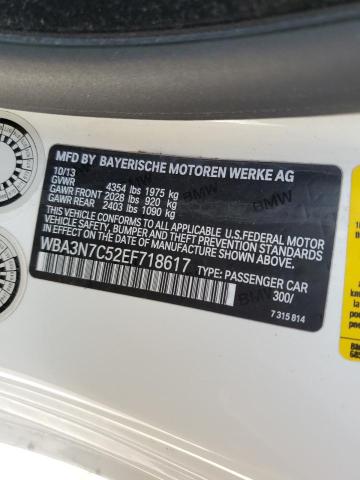 MFD BY BAYERISCHE MOTOREN WERKE AG
10/13
GVWR 4354 lbs 1975 kg
GAWR FRONT 2028 lbs 920 kg
GAWR REAR 2403 lbs 1090 kg
THIS VEHICLE CONFORMS TO ALL APPLICABLE U.S.FEDERAL MOTOR
VEHICLE SAFETY, BUMPER AND THEFT PREVENTION STANDARDS
IN EFFECT ON THE DATE OF MANUFACTURE SHOWN ABOVE.
WBA3N7C52EF718617 TYPE: PASSENGER CAR
300/
7 315 814
BMW